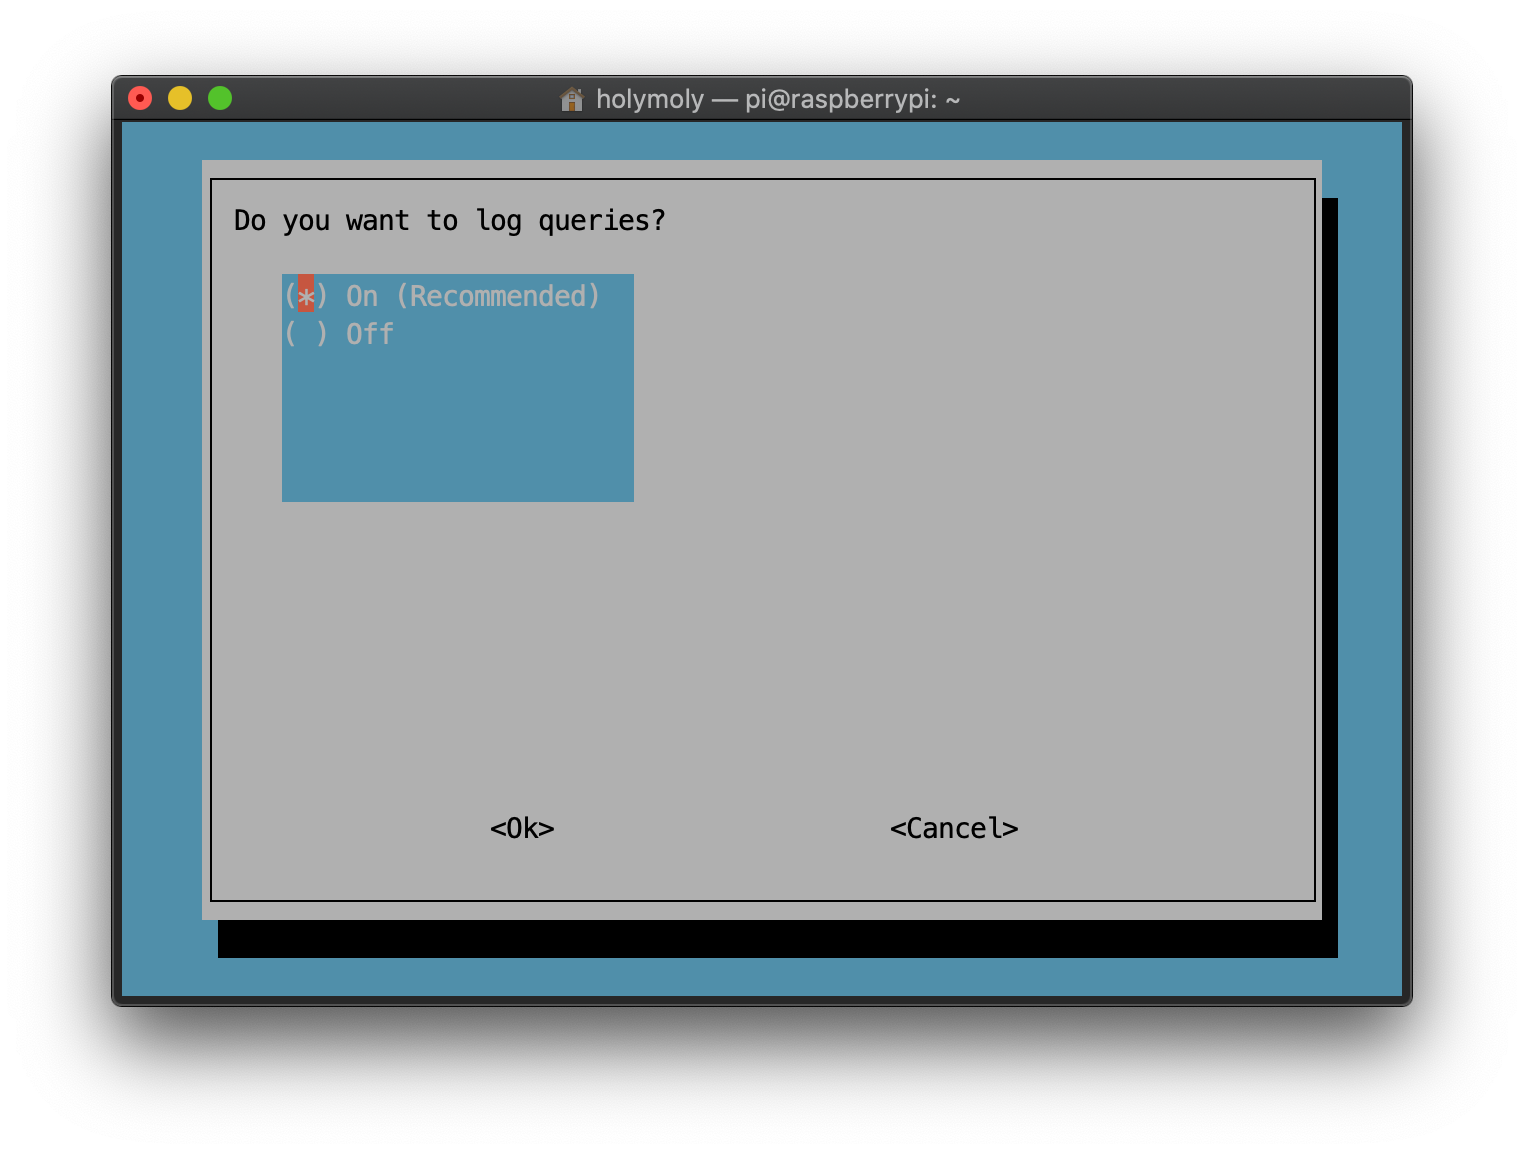 holymoly — pi@raspberrypi: ~
Do you want to log queries?
(*) On (Recommended)
( ) Off
<Ok> <Cancel>